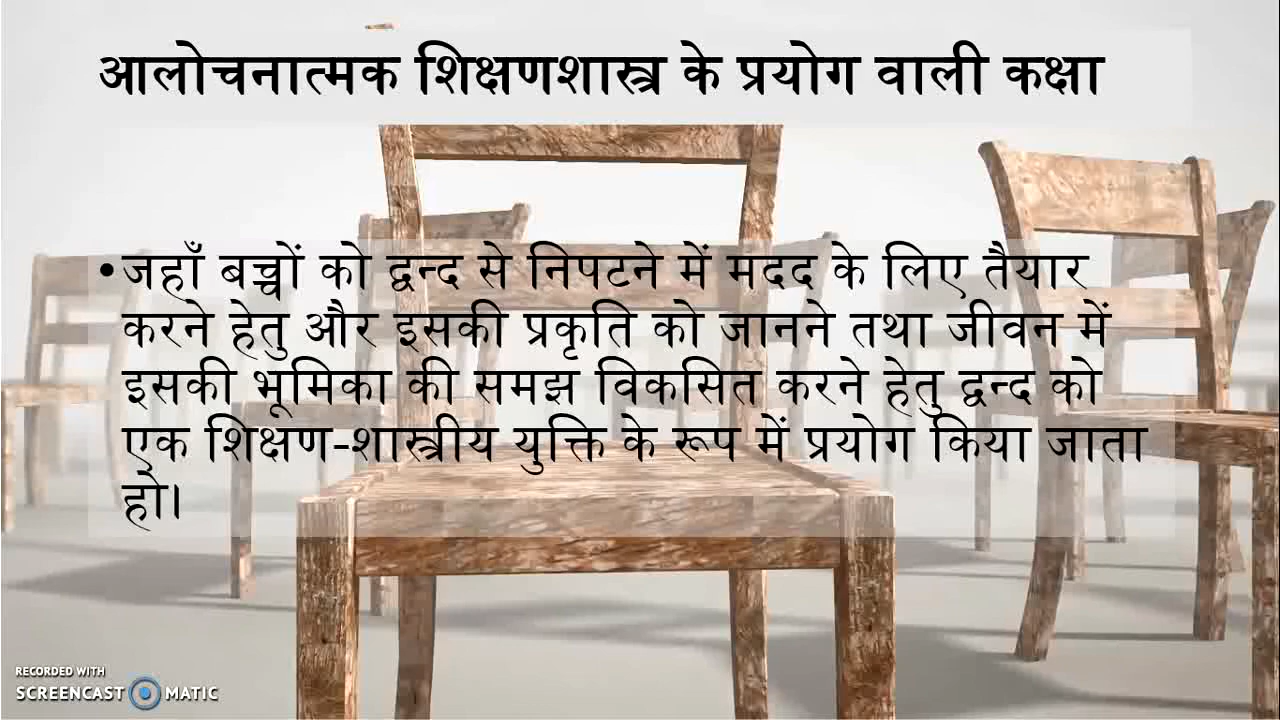 आलोचनात्मक शिक्षणशास्त्र के प्रयोग वाली कक्षा
•जहाँ बच्चों को द्वन्द से निपटने में मदद के लिए तैयार
करने हेतु और इसकी प्रकृति को जानने तथा जीवन में
इसकी भूमिका की समझ विकसित करने हेतु द्वन्द को
एक शिक्षण-शास्त्रीय युक्ति के रूप में प्रयोग किया जाता
हो।
RECORDED WITH
SCREENCAST MATIC